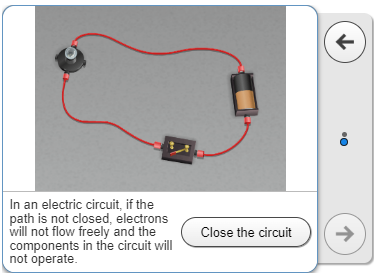 In an electric circuit, if the
path is not closed, electrons
will not flow freely and the
components in the circuit will
not operate.
Close the circuit